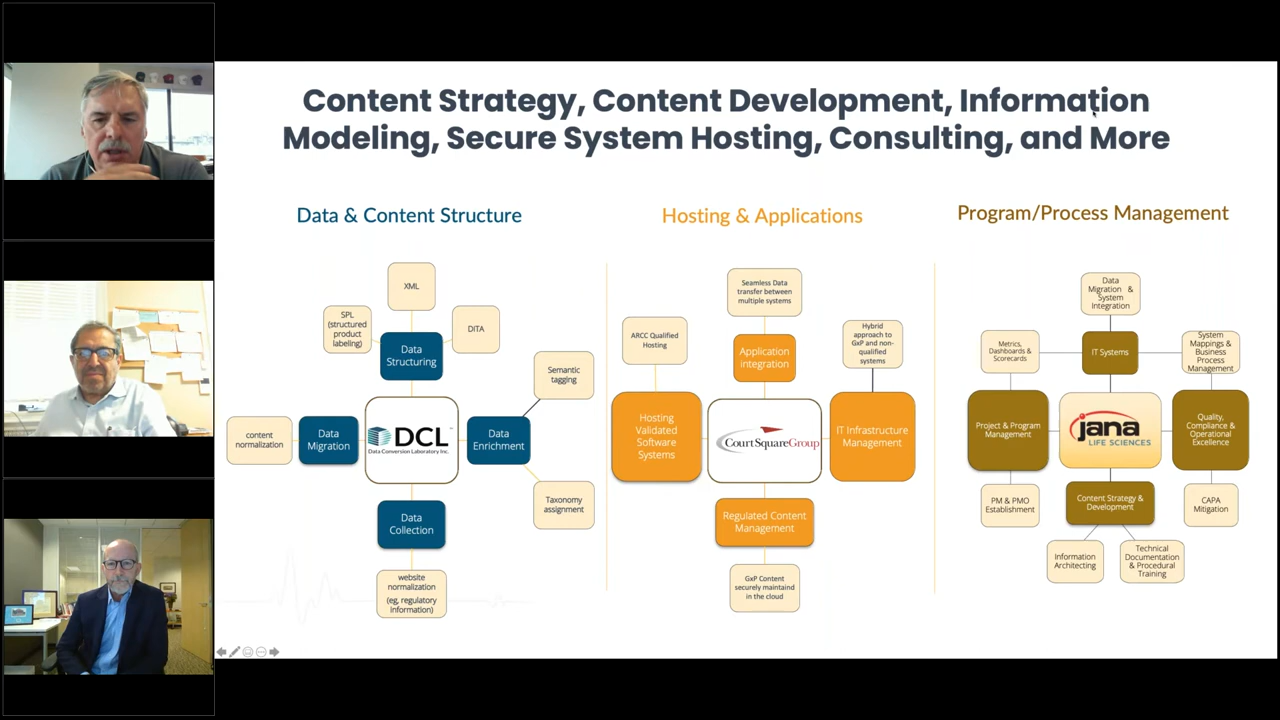 Content Strategy, Content Development, Information
Modeling, Secure System Hosting, Consulting, and More
Data & Content Structure
XML
SPL
(structured
product
labeling)
DITA
Data
Structuring
Semantic
tagging
content
normalization
Data
Migration
DCL™
Data Conversion Laboratory Inc.
Data
Enrichment
Taxonomy
assignment
Data
Collection
website
normalization
(eg, regulatory
information)
Hosting & Applications
Seamless Data
transfer between
multiple systems
ARCC Qualified
Hosting
Application
Integration
Hybrid
approach to
GxP and non-
qualified
systems
Hosting
Validated
Software
Systems
CourtSquareGroup
IT Infrastructure
Management
Regulated Content
Management
GxP Content
securely maintaind
in the cloud
Program/Process Management
Data
Migration &
System
Integration
Metrics,
Dashboards &
Scorecards
IT Systems
System
Mappings &
Business
Process
Management
Project & Program
Management
jana
LIFE SCIENCES
Quality,
Compliance &
Operational
Excellence
PM & PMO
Establishment
Content Strategy &
Development
CAPA
Mitigation
Information
Architecting
Technical
Documentation
& Procedural
Training